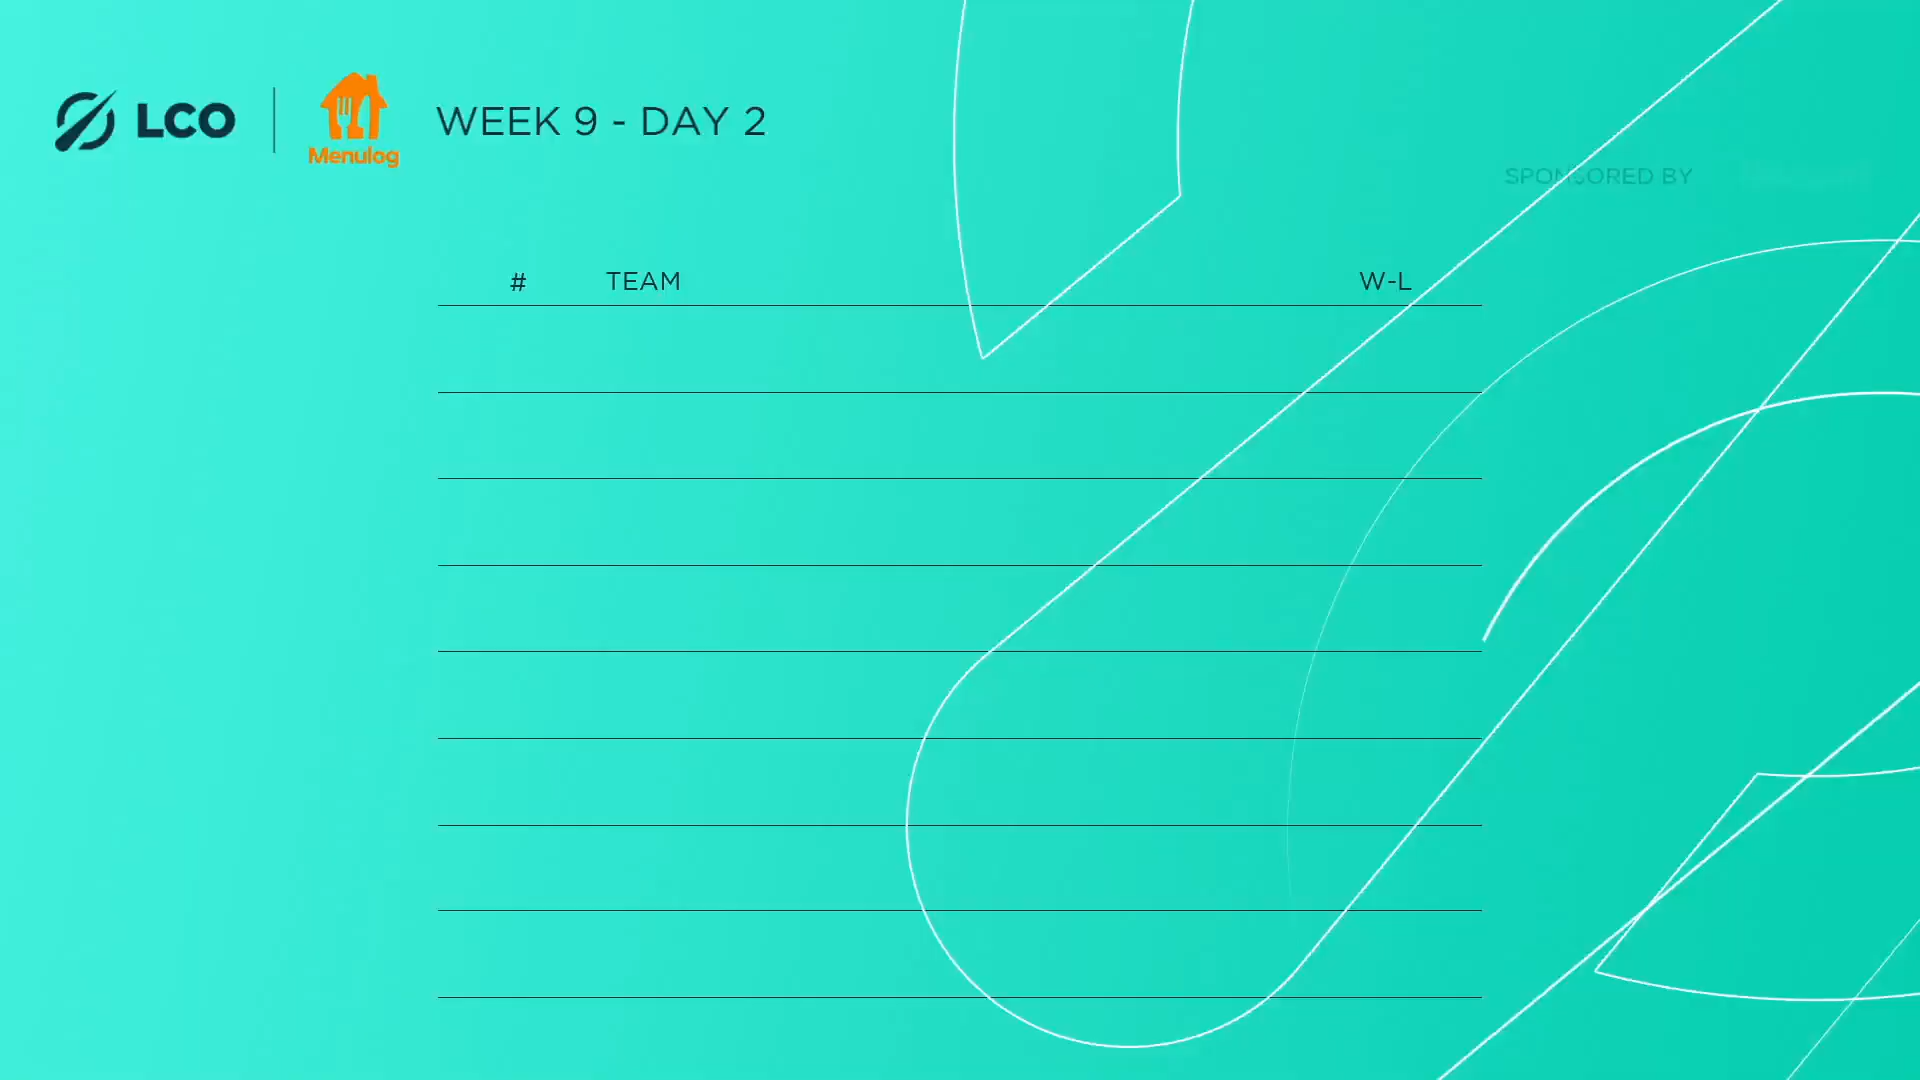 LCO
Menulog
WEEK 9 - DAY 2
SPONSORED BY
# TEAM W-L